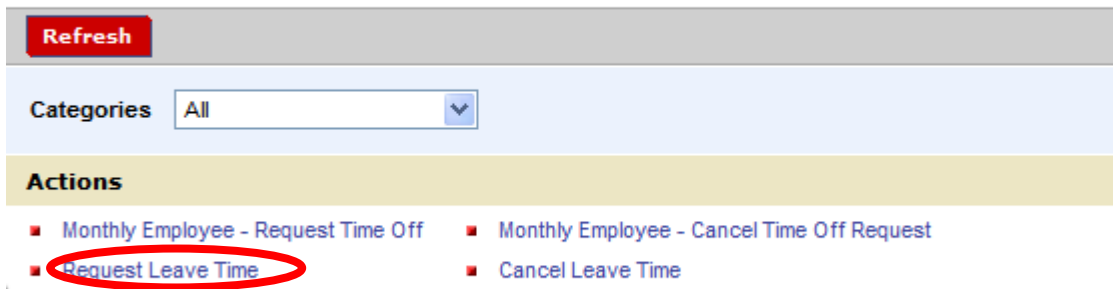 Refresh
Categories All
Actions
Monthly Employee - Request Time Off Monthly Employee - Cancel Time Off Request
Request Leave Time Cancel Leave Time